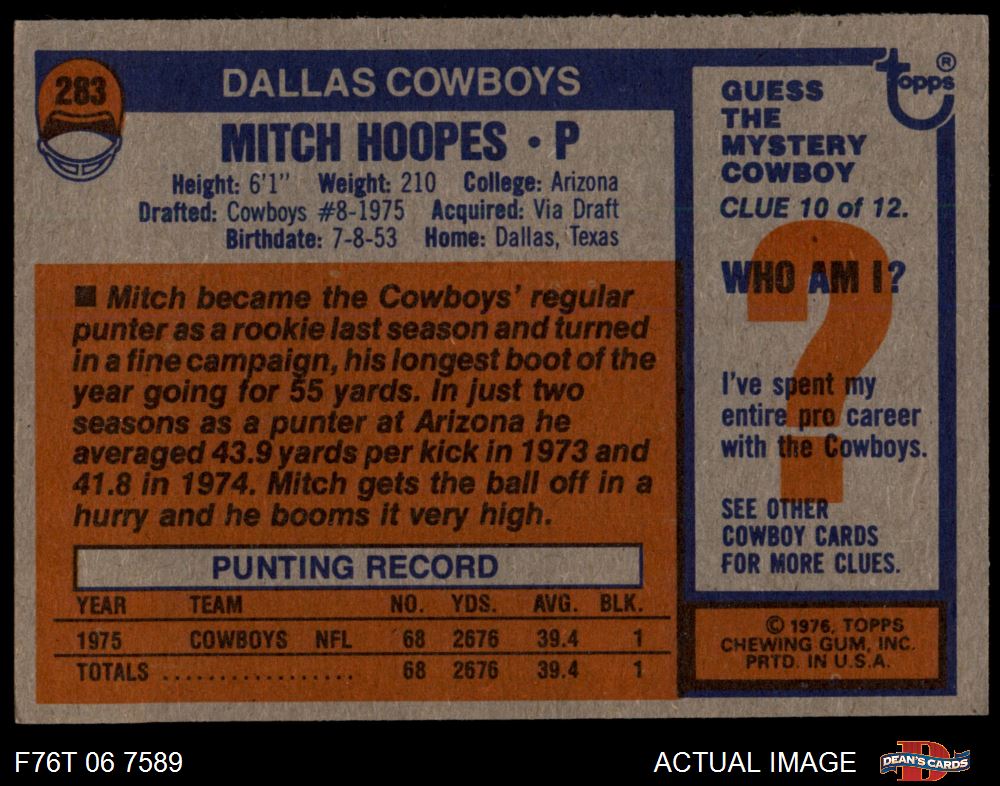 283
DALLAS COWBOYS
MITCH HOOPES · P
Height: 6'1" Weight: 210 College: Arizona
Drafted: Cowboys #8-1975 Acquired: Via Draft
Birthdate: 7-8-53 Home: Dallas, Texas
■ Mitch became the Cowboys' regular
punter as a rookie last season and turned
in a fine campaign, his longest boot of the
year going for 55 yards. In just two
seasons as a punter at Arizona he
averaged 43.9 yards per kick in 1973 and
41.8 in 1974. Mitch gets the ball off in a
hurry and he booms it very high.
PUNTING RECORD
YEAR TEAM NO. YDS. AVG. BLK.
1975 COWBOYS NFL 68 2676 39.4 1
TOTALS .................. 68 2676 39.4 1
topps®
GUESS
THE
MYSTERY
COWBOY
CLUE 10 of 12.
WHO AM I?
?
I've spent my
entire pro career
with the Cowboys.
SEE OTHER
COWBOY CARDS
FOR MORE CLUES.
© 1976, TOPPS
CHEWING GUM, INC.
PRTD. IN U.S.A.
F76T 06 7589
ACTUAL IMAGE
D
DEAN'S CARDS